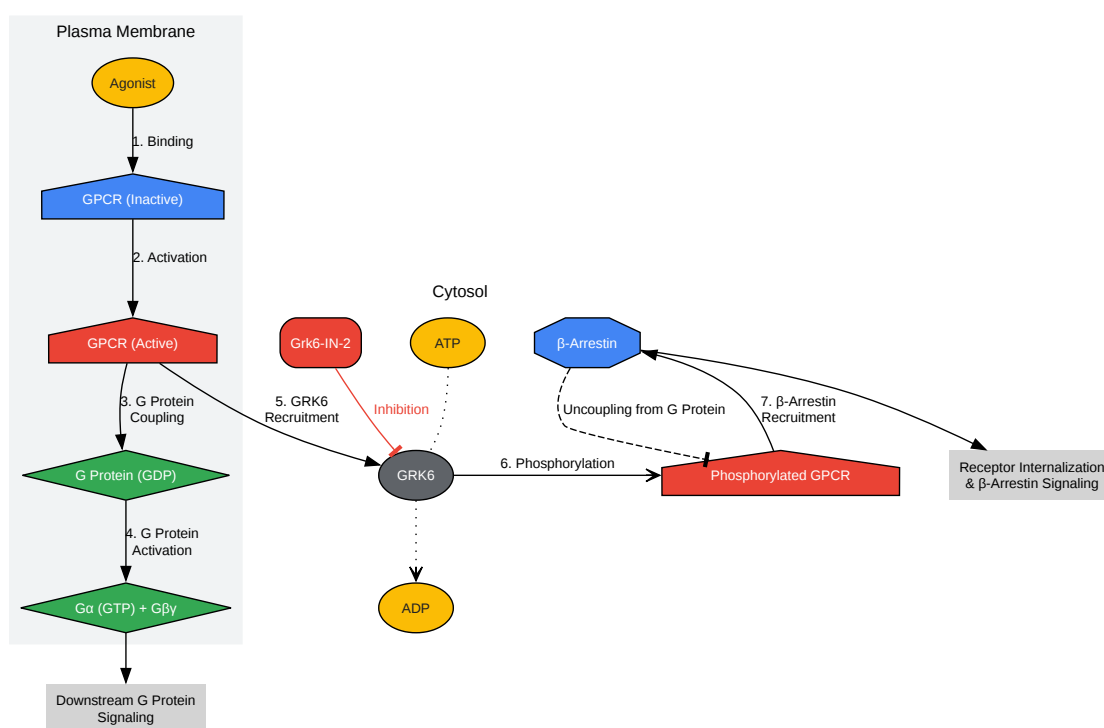 Plasma Membrane
Agonist
1. Binding
GPCR (Inactive)
2. Activation
Cytosol
GPCR (Active)
Grk6-IN-2
ATP
β-Arrestin
3. G Protein
Coupling
5. GRK6
Recruitment
Inhibition
Uncoupling from G Protein
7. β-Arrestin
Recruitment
G Protein (GDP)
GRK6
6. Phosphorylation
Phosphorylated GPCR
Receptor Internalization
& β-Arrestin Signaling
4. G Protein
Activation
Gα (GTP) + Gβγ
ADP
Downstream G Protein
Signaling